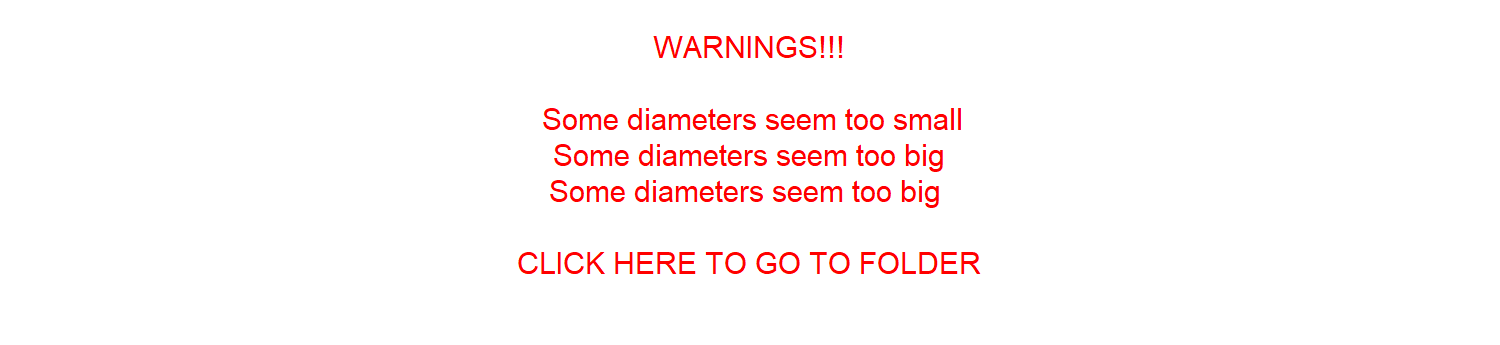 WARNINGS!!!
Some diameters seem too small
Some diameters seem too big
Some diameters seem too big
CLICK HERE TO GO TO FOLDER